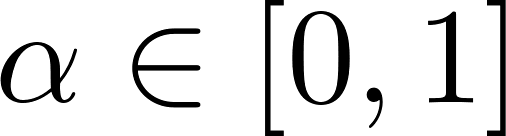 α ∈ [0, 1]